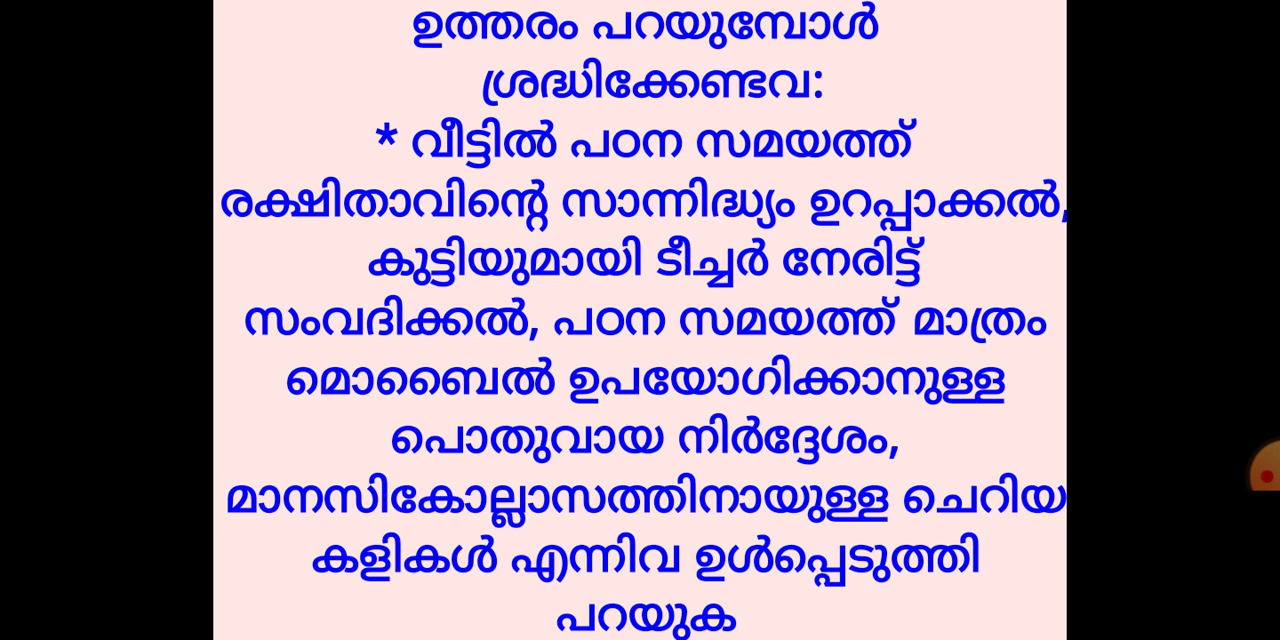 ഉത്തരം പറയുമ്പോൾ
ശ്രദ്ധിക്കേണ്ടവ:
* വീട്ടിൽ പഠന സമയത്ത്
രക്ഷിതാവിന്റെ സാന്നിദ്ധ്യം ഉറപ്പാക്കൽ,
കുട്ടിയുമായി ടീച്ചർ നേരിട്ട്
സംവദിക്കൽ, പഠന സമയത്ത് മാത്രം
മൊബൈൽ ഉപയോഗിക്കാനുള്ള
പൊതുവായ നിർദ്ദേശം,
മാനസികോല്ലാസത്തിനായുള്ള ചെറിയ
കളികൾ എന്നിവ ഉൾപ്പെടുത്തി
പറയുക